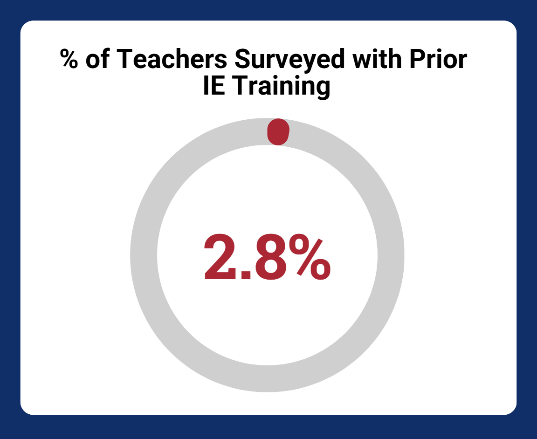 % of Teachers Surveyed with Prior
IE Training
2.8%